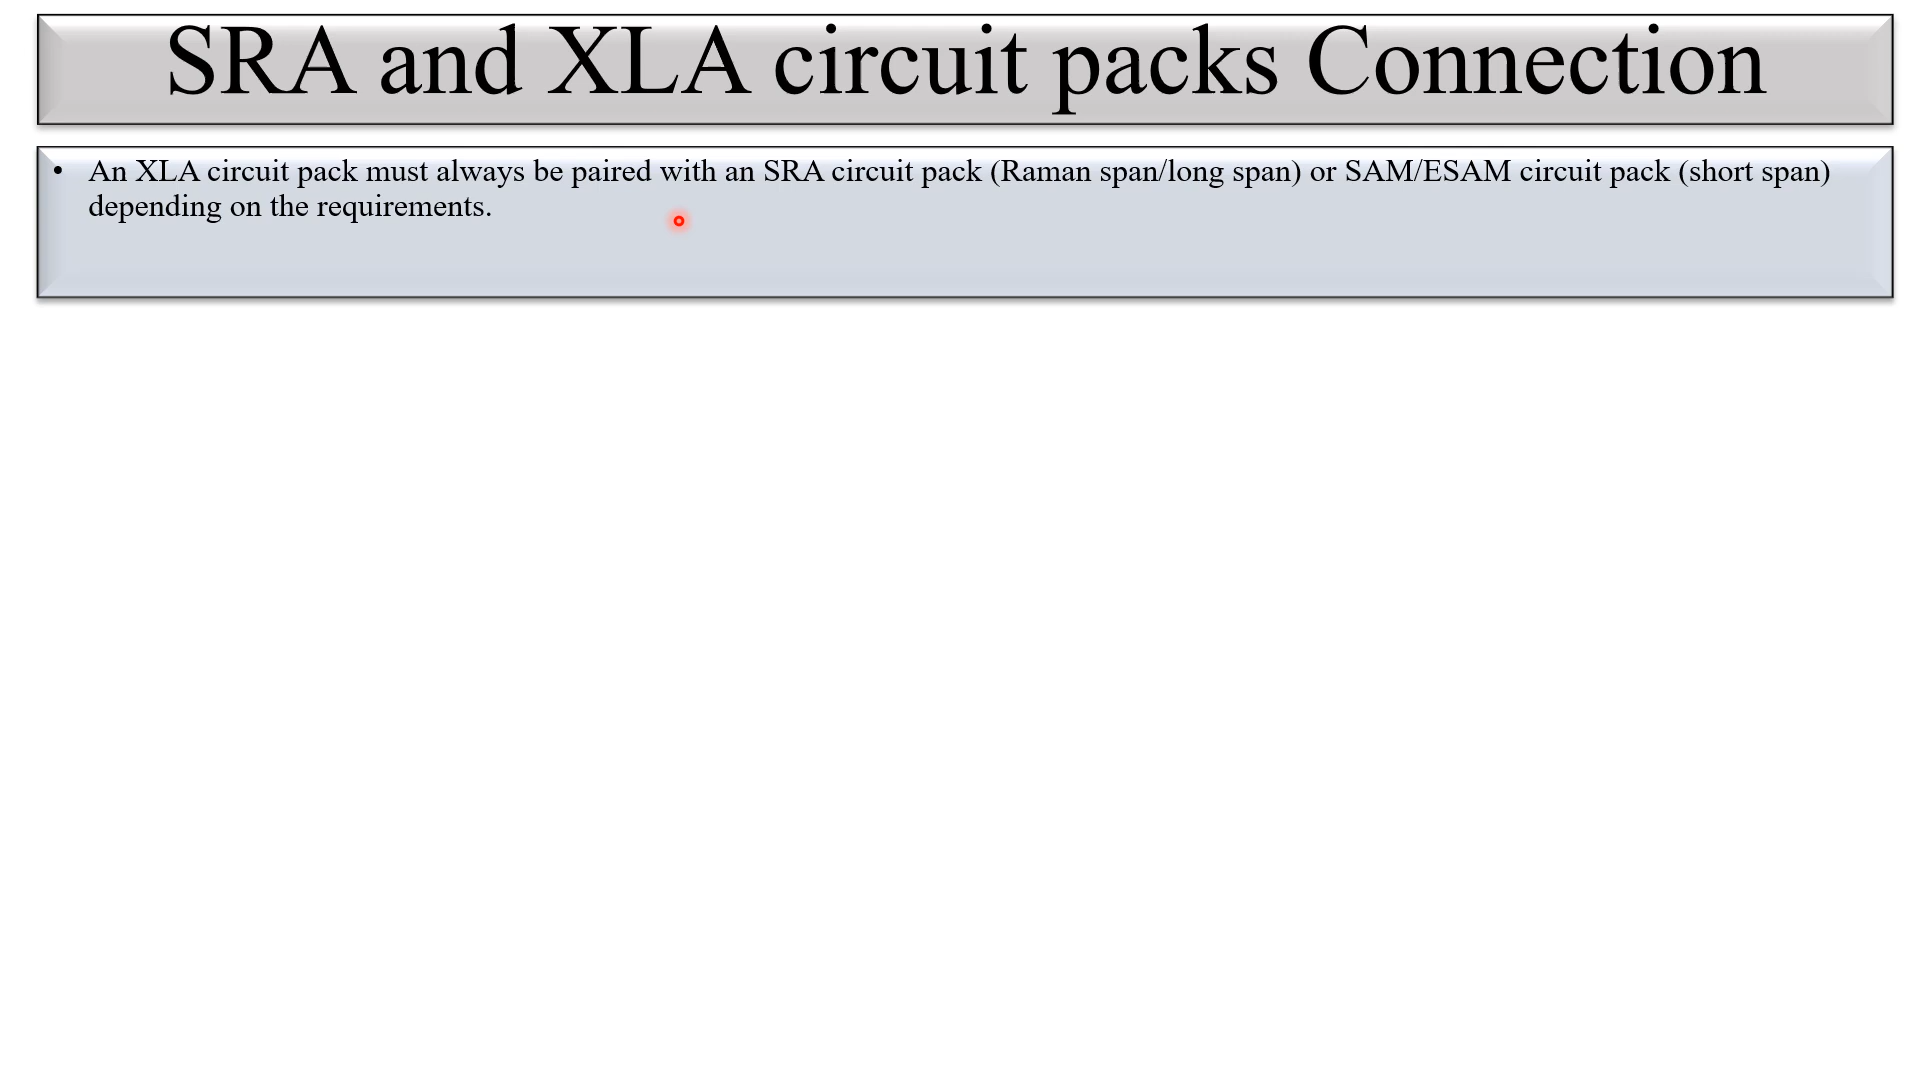 SRA and XLA circuit packs Connection
• An XLA circuit pack must always be paired with an SRA circuit pack (Raman span/long span) or SAM/ESAM circuit pack (short span)
depending on the requirements.